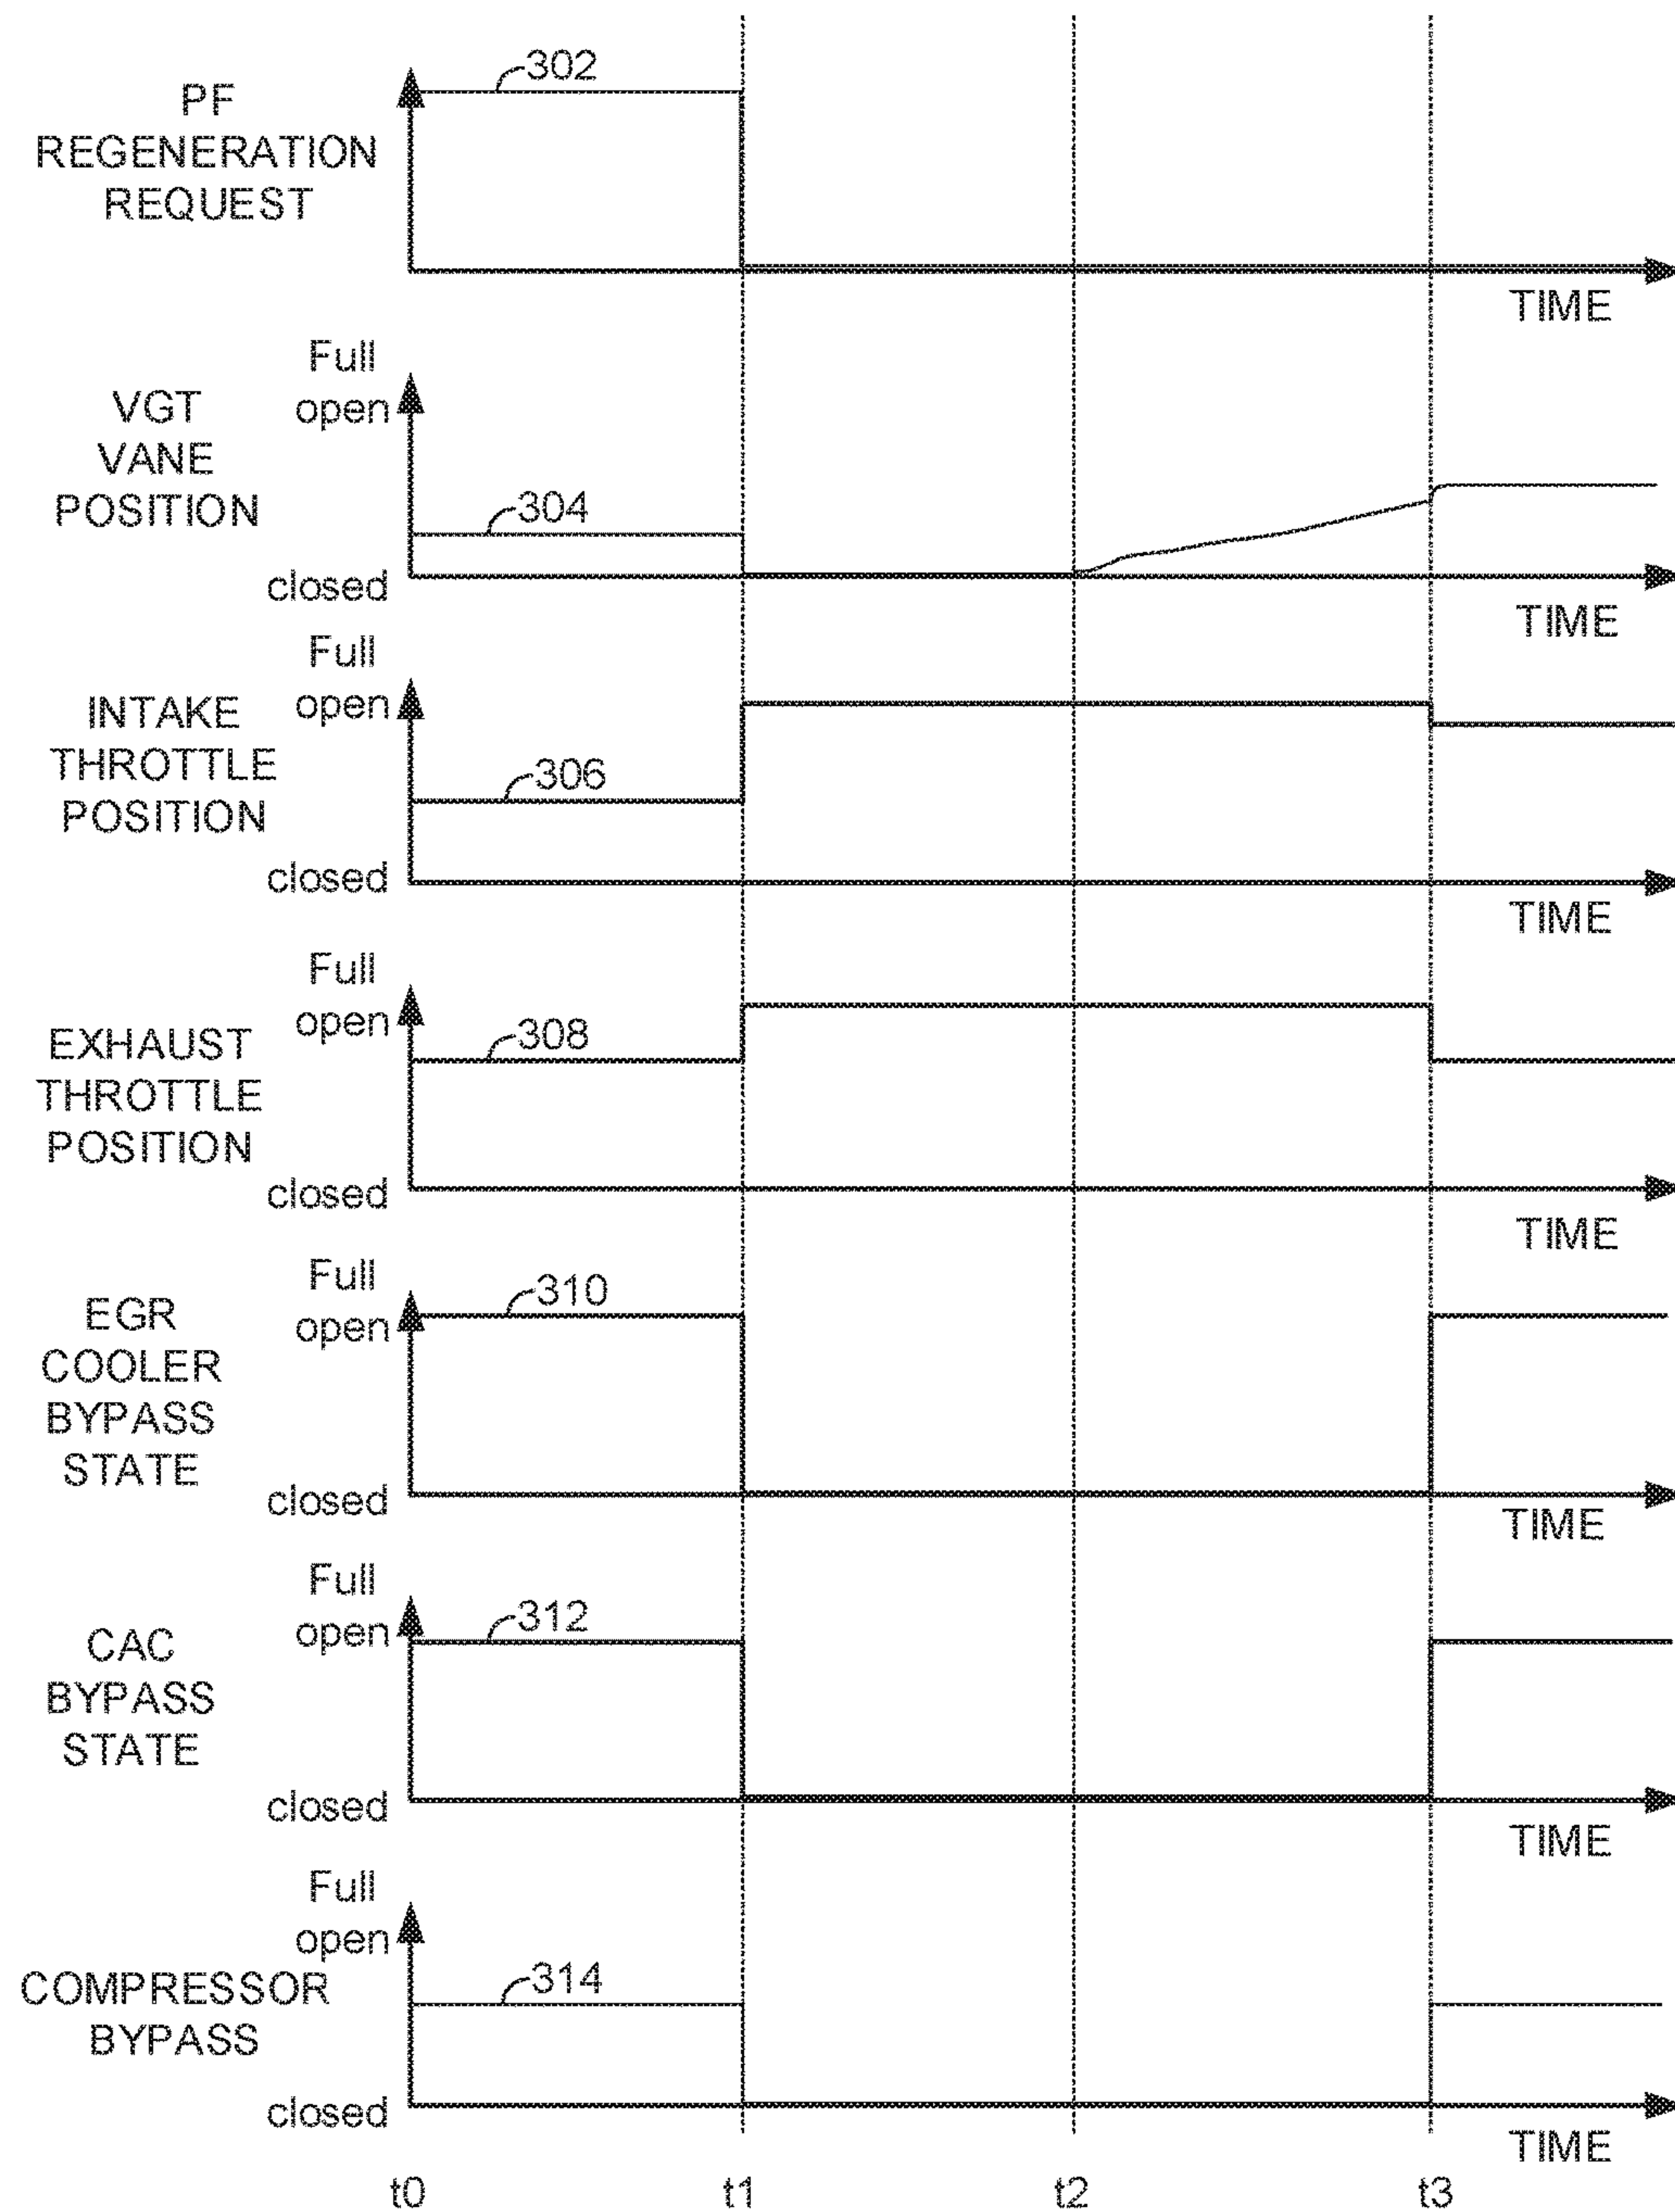 302
PF
REGENERATION
REQUEST
TIME
Full
open
VGT
VANE
POSITION
304
closed
TIME
Full
open
INTAKE
THROTTLE
POSITION
306
closed
TIME
Full
open
EXHAUST
THROTTLE
POSITION
308
closed
TIME
Full
open
EGR
COOLER
BYPASS
STATE
310
closed
TIME
Full
open
CAC
BYPASS
STATE
312
closed
TIME
Full
open
COMPRESSOR
BYPASS
314
closed
TIME
t0 t1 t2 t3